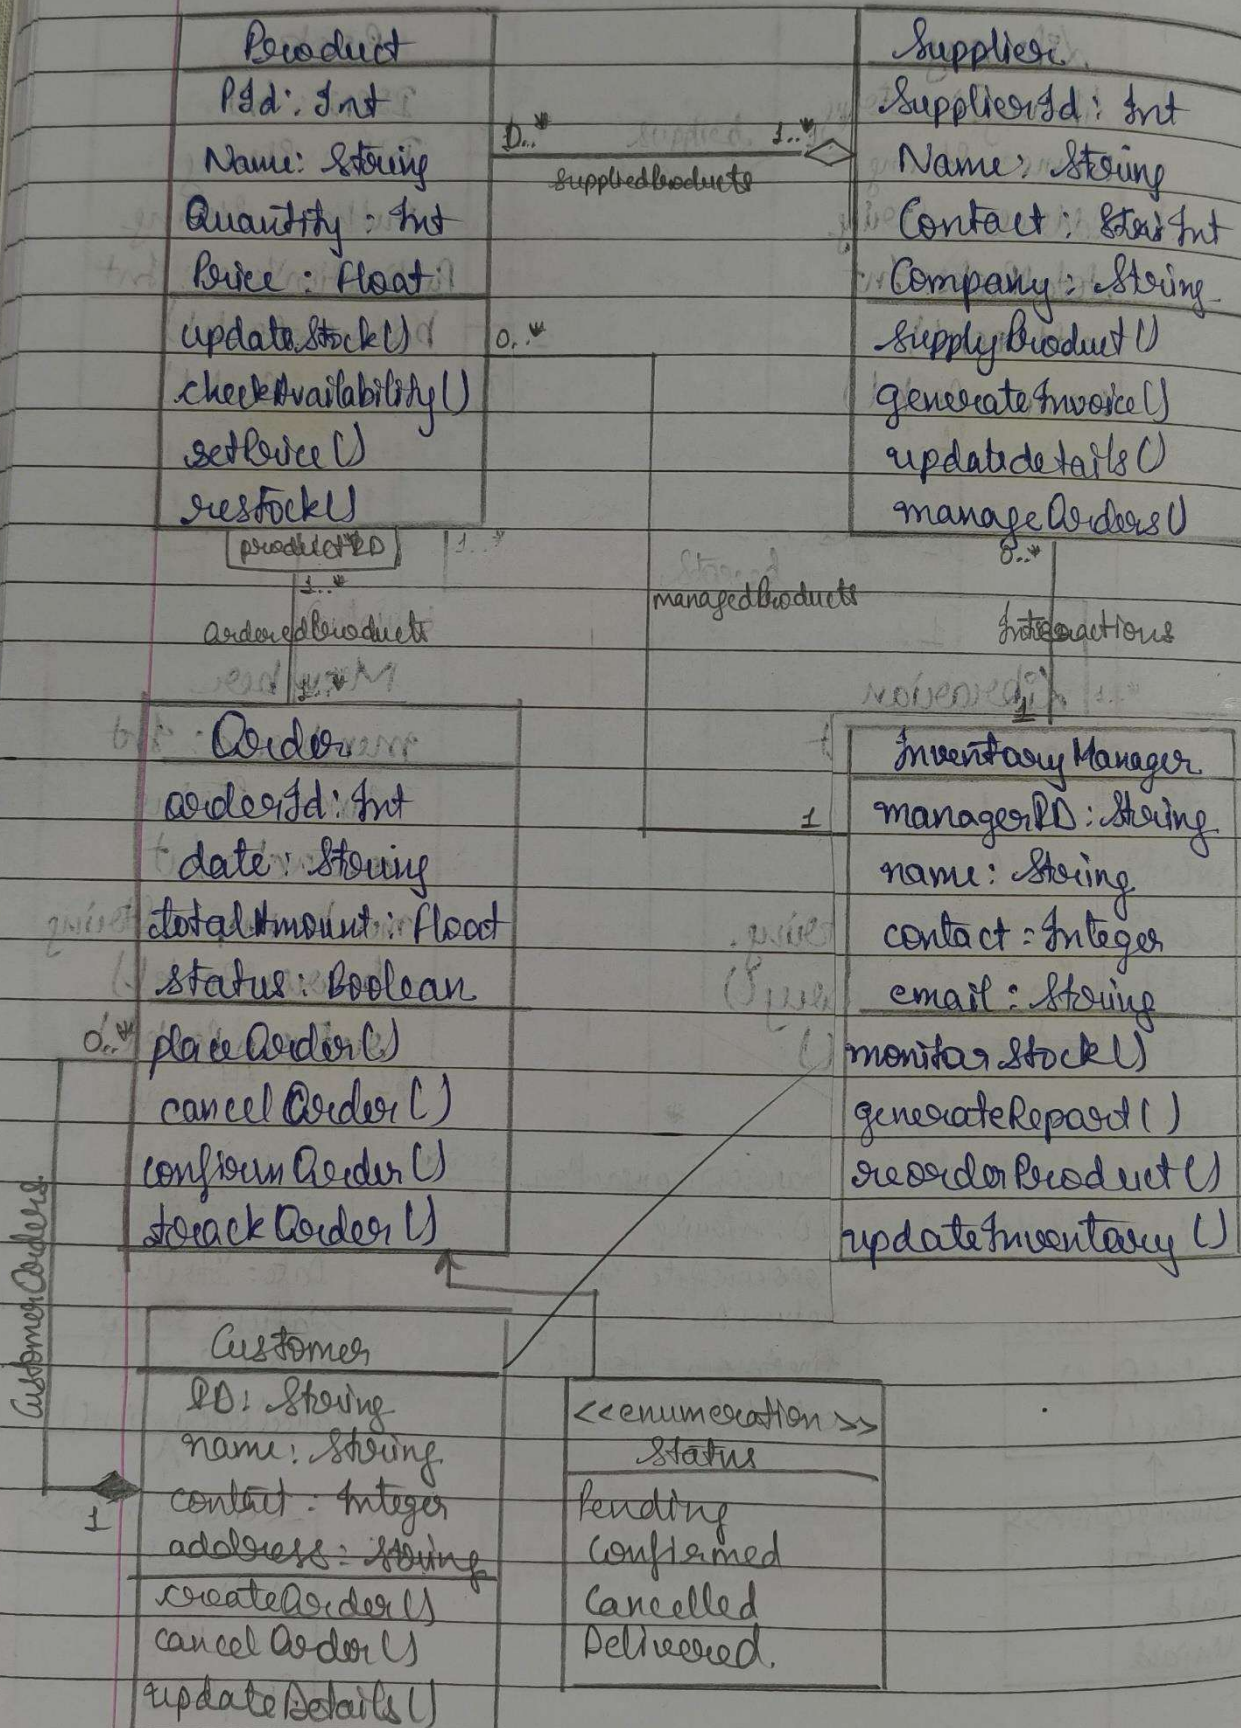 Product
PId: Int
Name: String
Quantity: Int
Price: Float
updateStock()
checkAvailability()
setPrice()
restock()
productID
0..*
1..*
suppliedProducts
Supplier
SupplierId: Int
Name: String
Contact: Int
Company: String
supplyProduct()
generateInvoice()
updatedetails()
manageOrders()
0..*
1..*
1..*
orderedProducts
managedProducts
0..*
Interactions
1
1
Order
orderId: Int
date: String
totalAmount: Float
status: Boolean
placeOrder()
cancelOrder()
confirmOrder()
trackOrder()
InventoryManager
managerID: String
name: String
contact: Integer
email: String
monitorStock()
generateReport()
reorderProduct()
updateInventory()
0..*
CustomerOrders
1
Customer
ID: String
name: String
contact: Integer
address: String
createOrder()
cancelOrder()
updateDetails()
<<enumeration>>
Status
Pending
Confirmed
Cancelled
Delivered.